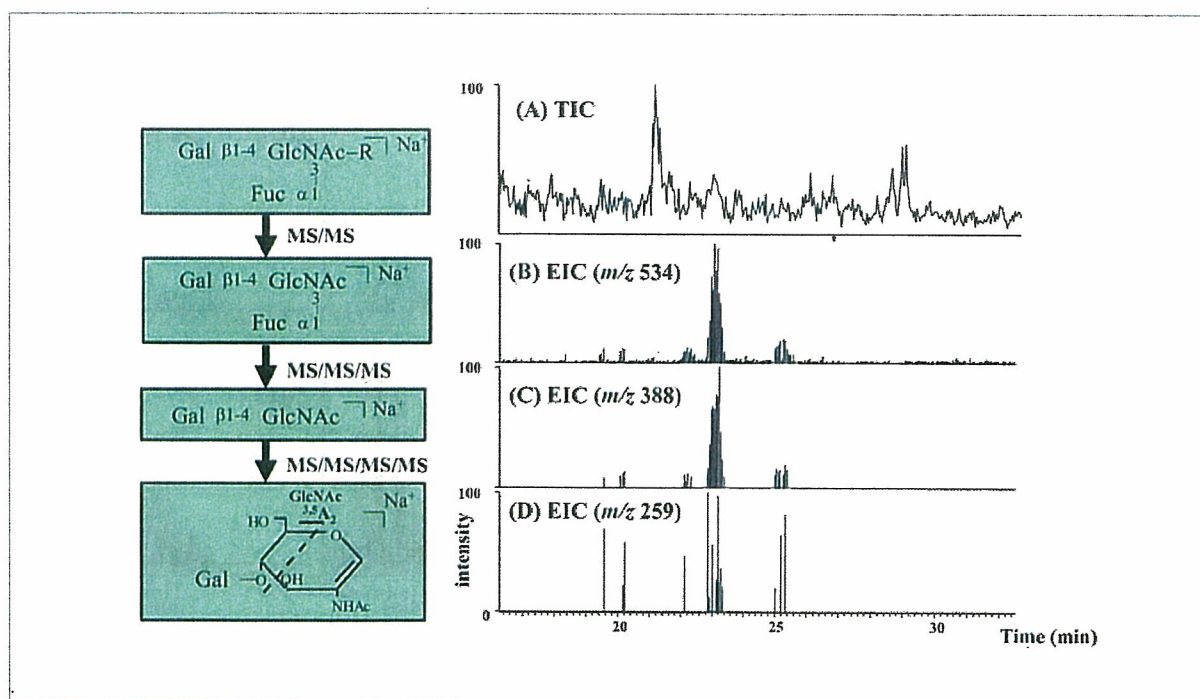 Gal β1-4 GlcNAc–R Na⁺
3
Fuc α1
MS/MS
Gal β1-4 GlcNAc Na⁺
3
Fuc α1
MS/MS/MS
Gal β1-4 GlcNAc Na⁺
MS/MS/MS/MS
GlcNAc
³,⁵A₂
Na⁺
HO
O
Gal –O OH
NHAc
100
(A) TIC
100
(B) EIC (m/z 534)
100
(C) EIC (m/z 388)
100
(D) EIC (m/z 259)
intensity
0
20 25 30
Time (min)